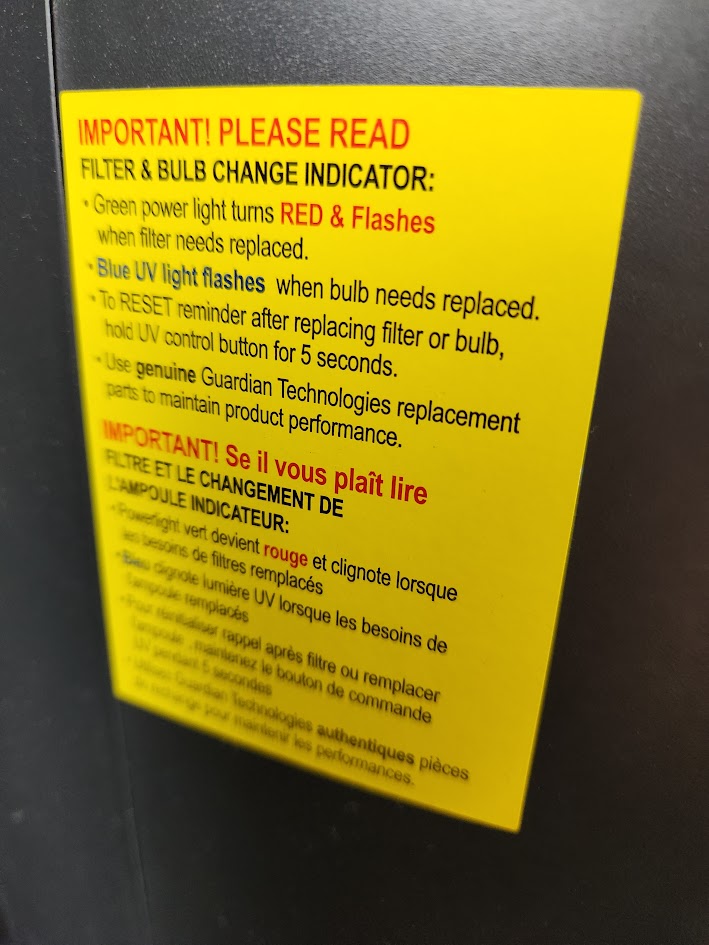 IMPORTANT! PLEASE READ
FILTER & BULB CHANGE INDICATOR:
• Green power light turns RED & Flashes
when filter needs replaced.
• Blue UV light flashes when bulb needs replaced.
• To RESET reminder after replacing filter or bulb,
hold UV control button for 5 seconds.
• Use genuine Guardian Technologies replacement
parts to maintain product performance.
IMPORTANT! Se il vous plaît lire
FILTRE ET LE CHANGEMENT DE
L'AMPOULE INDICATEUR:
• Powerlight vert devient rouge et clignote lorsque
les besoins de filtres remplacés
• Bleu clignote lumière UV lorsque les besoins de
l'ampoule remplacés
• Pour réinitialiser rappel après filtre ou remplacer
l'ampoule , maintenez le bouton de commande
UV pendant 5 secondes
• Utilisez Guardian Technologies authentiques pièces
de rechange pour maintenir les performances.